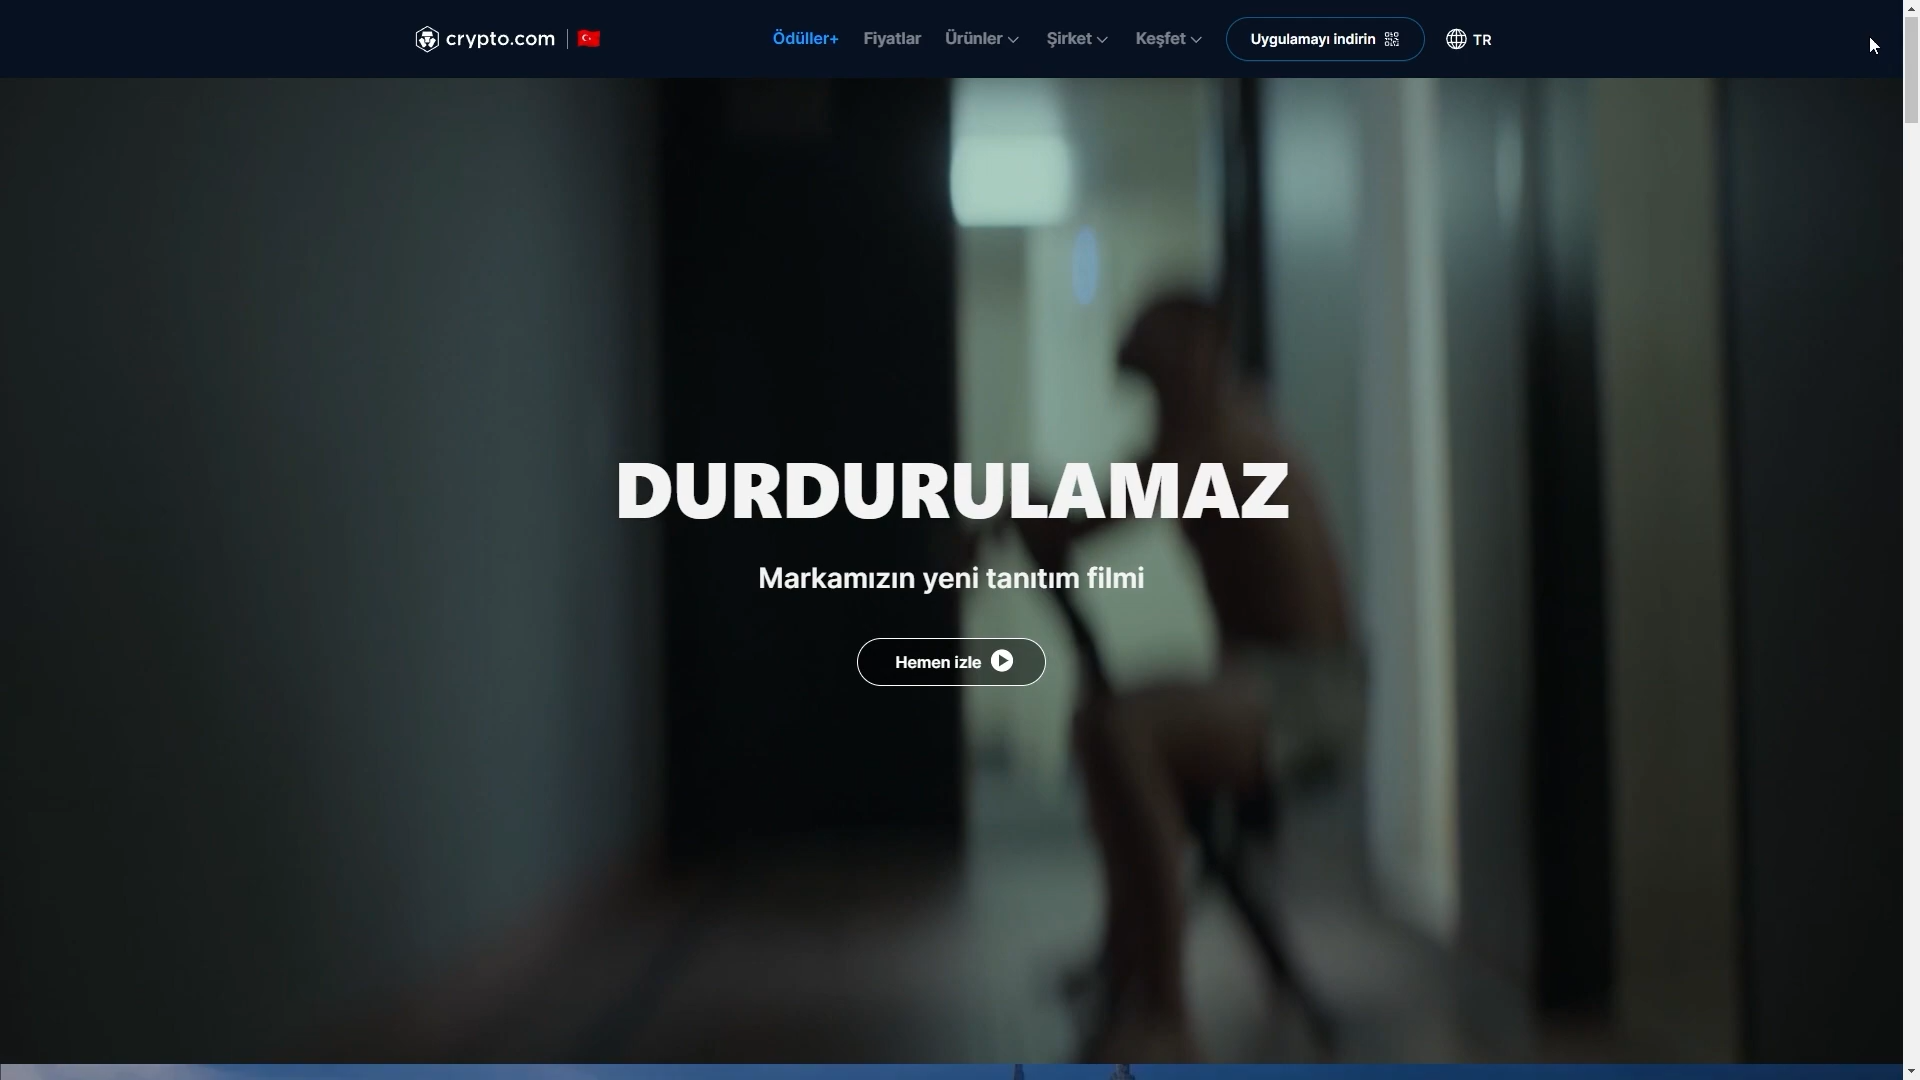 crypto.com
Ödüller+ Fiyatlar Ürünler Şirket Keşfet Uygulamayı indirin TR
DURDURULAMAZ
Markamızın yeni tanıtım filmi
Hemen izle